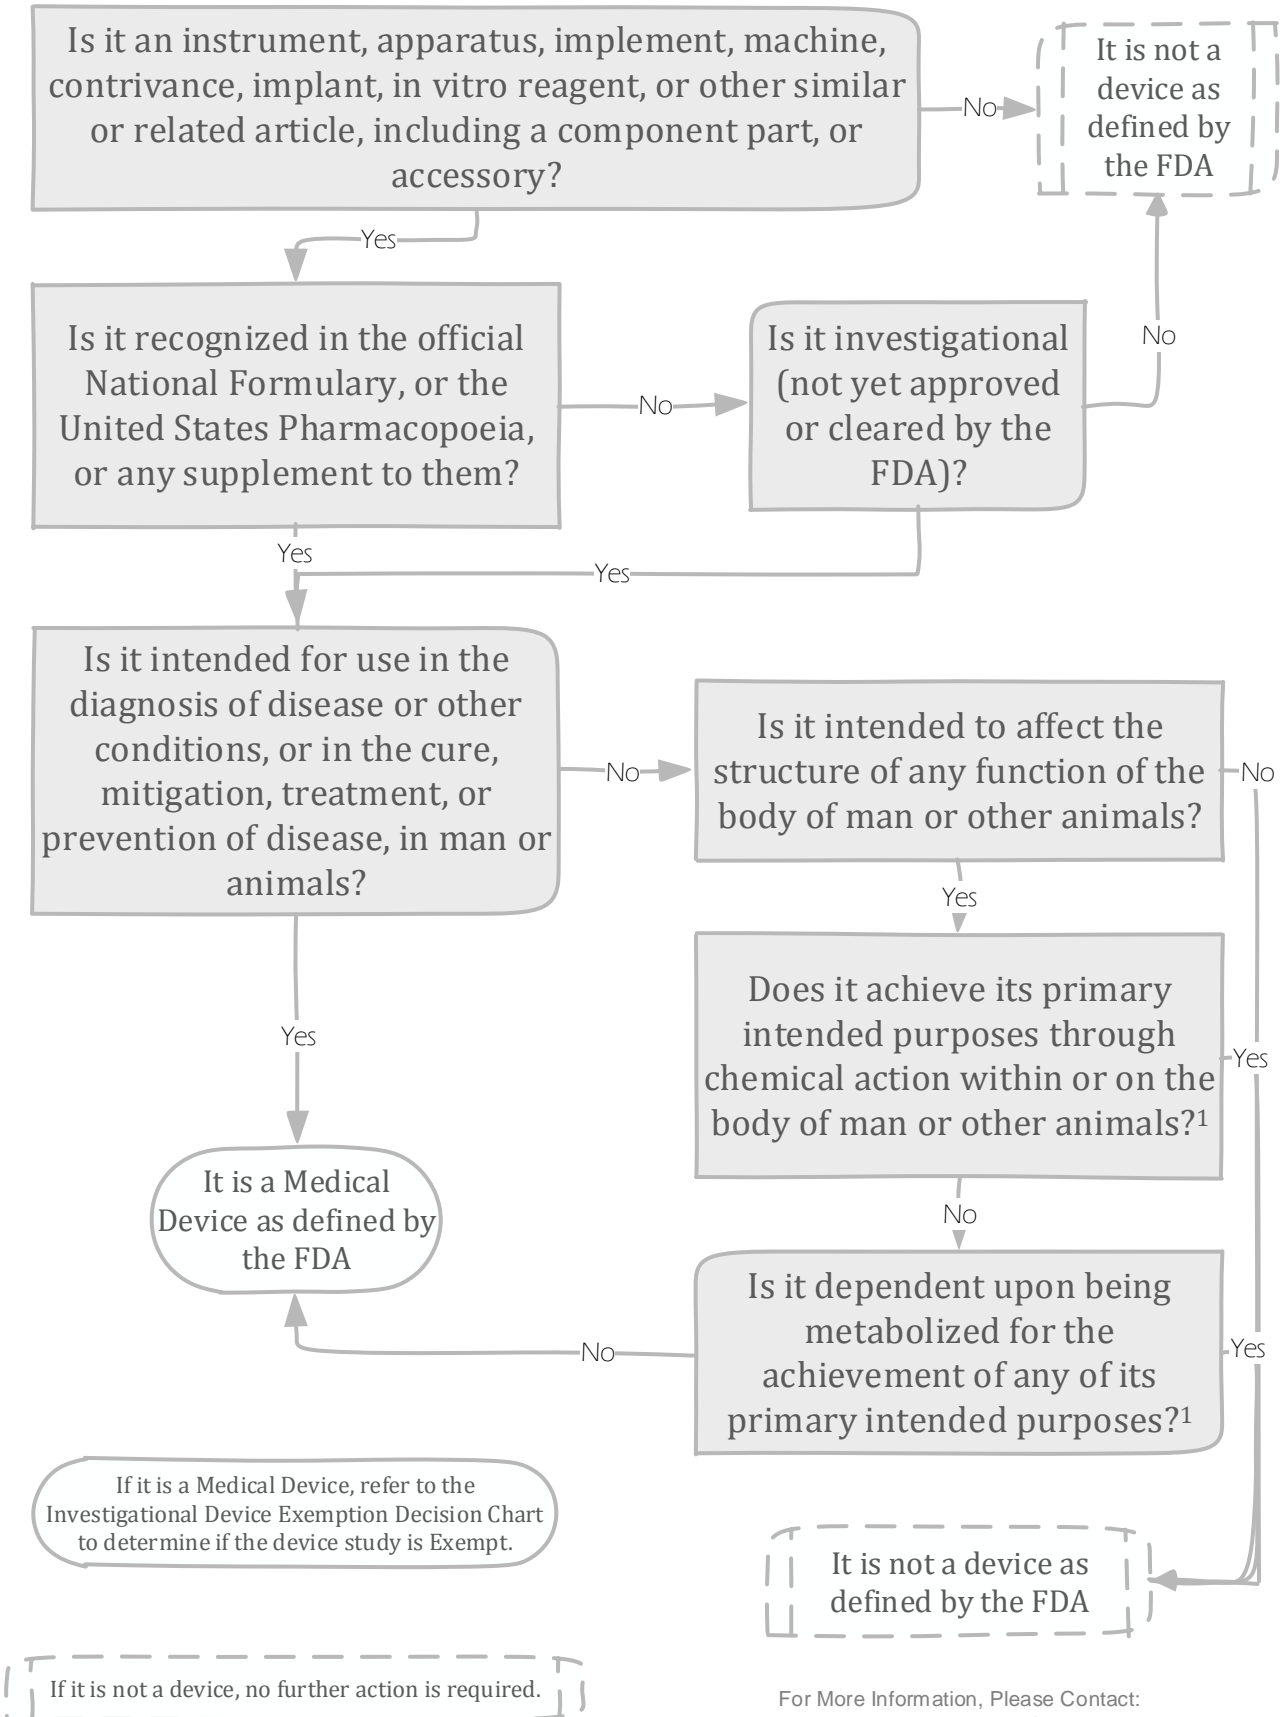 Is it an instrument, apparatus, implement, machine,
contrivance, implant, in vitro reagent, or other similar
or related article, including a component part, or
accessory?
No
It is not a
device as
defined by
the FDA
Yes
Is it recognized in the official
National Formulary, or the
United States Pharmacopoeia,
or any supplement to them?
No
Is it investigational
(not yet approved
or cleared by the
FDA)?
No
Yes
Yes
Is it intended for use in the
diagnosis of disease or other
conditions, or in the cure,
mitigation, treatment, or
prevention of disease, in man or
animals?
No
Is it intended to affect the
structure of any function of the
body of man or other animals?
No
Yes
Does it achieve its primary
intended purposes through
chemical action within or on the
body of man or other animals?¹
Yes
Yes
It is a Medical
Device as defined by
the FDA
No
Is it dependent upon being
metabolized for the
achievement of any of its
primary intended purposes?¹
Yes
No
If it is a Medical Device, refer to the
Investigational Device Exemption Decision Chart
to determine if the device study is Exempt.
It is not a device as
defined by the FDA
If it is not a device, no further action is required.
For More Information, Please Contact: